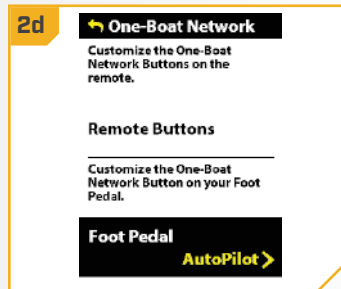 2d
One-Boat Network
Customize the One-Boat
Network Buttons on the
remote.
Remote Buttons
Customize the One-Boat
Network Button on your Foot
Pedal.
Foot Pedal
AutoPilot >